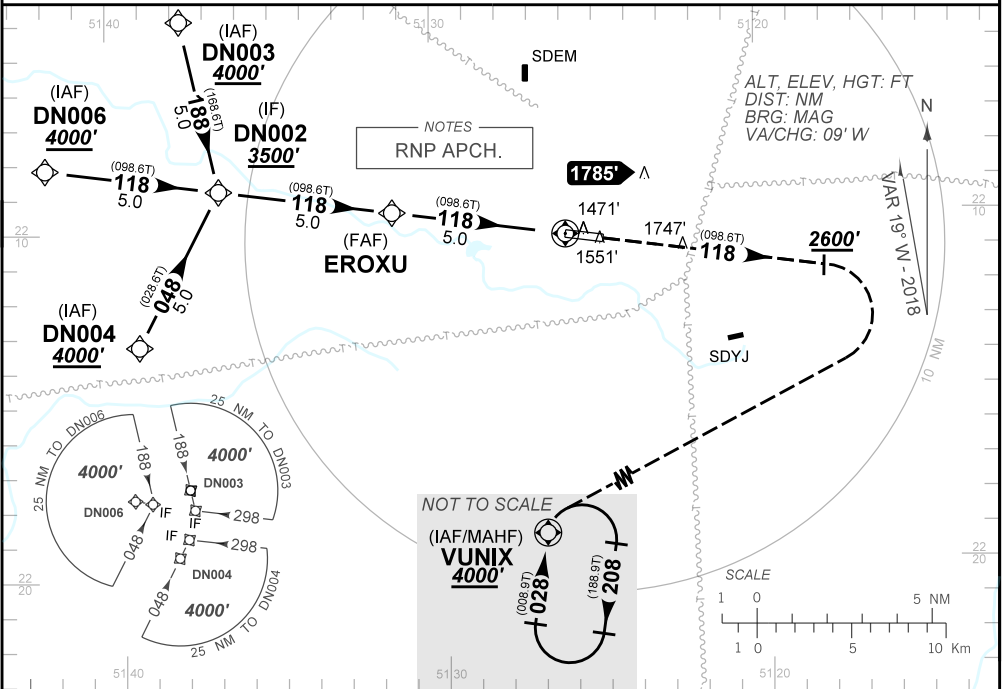 51 40
51 30
51 20
(IAF)
DN003
4000'
(168.6T)
188
5.0
SDEM
ALT, ELEV, HGT: FT
DIST: NM
BRG: MAG
VA/CHG: 09' W
N
VAR 19° W - 2018
(IAF)
DN006
4000'
(IF)
DN002
3500'
NOTES
RNP APCH.
1785'
(098.6T)
118
5.0
(098.6T)
118
5.0
(098.6T)
118
5.0
1471'
1551'
1747'
(098.6T)
118
2600'
22
10
22
10
(FAF)
EROXU
(028.6T)
048
5.0
(IAF)
DN004
4000'
SDYJ
10 NM
25 NM TO DN006
4000'
188
DN006
IF
048
25 NM TO DN003
188
4000'
DN003
IF
298
IF
298
DN004
048
4000'
25 NM TO DN004
NOT TO SCALE
(IAF/MAHF)
VUNIX
4000'
(008.9T)
028
(188.9T)
208
22
20
22
20
SCALE
1 0 5 NM
1 0 5 10 Km
51 40
51 30
51 20